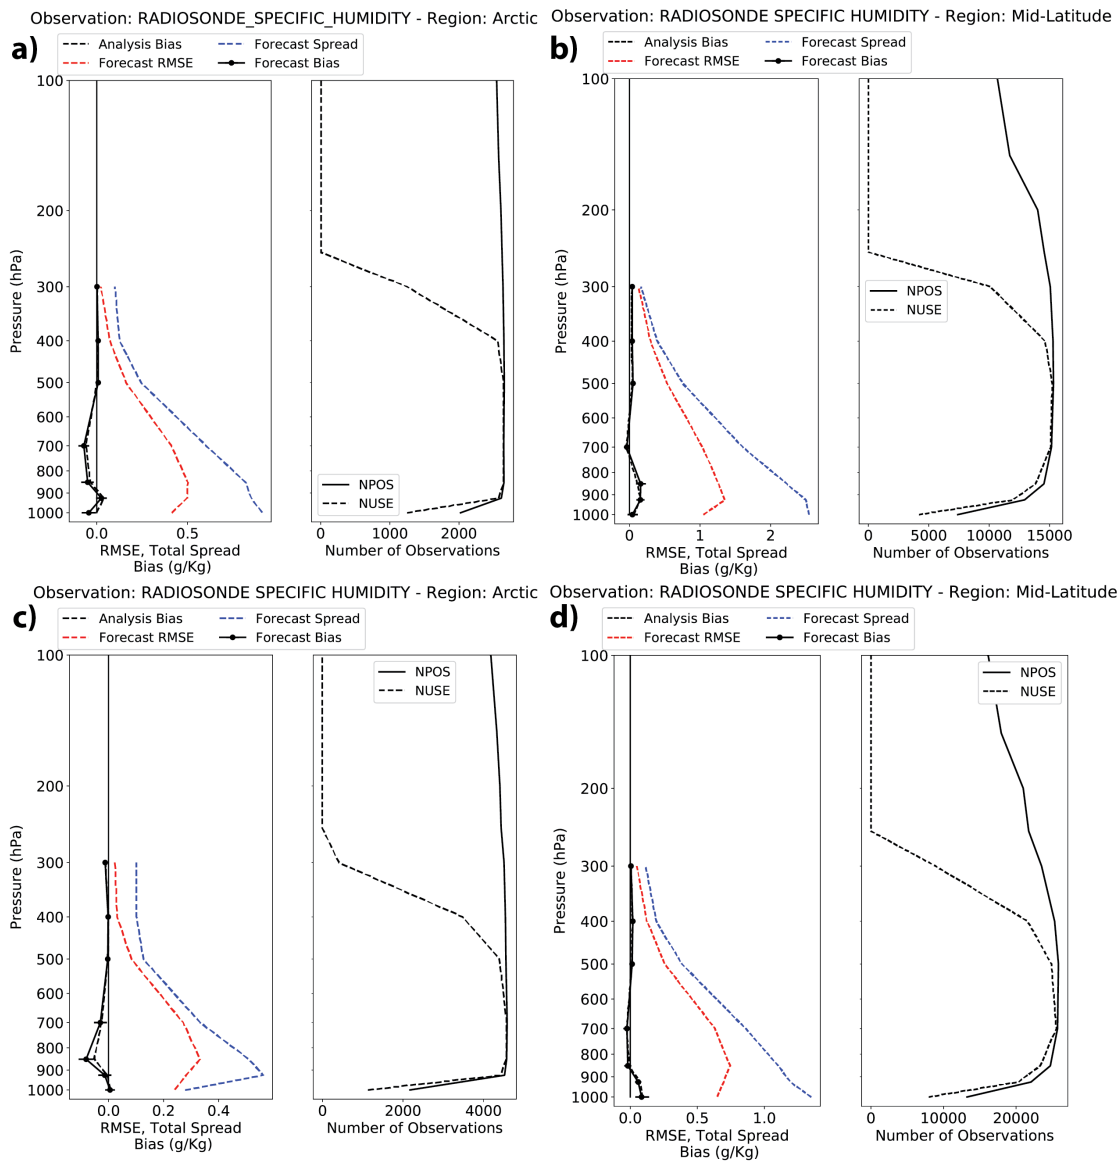 Observation: RADIOSONDE_SPECIFIC_HUMIDITY - Region: Arctic
a)
Analysis Bias
Forecast Spread
Forecast RMSE
Forecast Bias
100
200
300
400
500
600
700
800
900
1000
Pressure (hPa)
0.0
0.5
RMSE, Total Spread
Bias (g/Kg)
NPOS
NUSE
0
1000
2000
Number of Observations
Observation: RADIOSONDE SPECIFIC HUMIDITY - Region: Mid-Latitude
b)
Analysis Bias
Forecast Spread
Forecast RMSE
Forecast Bias
100
200
300
400
500
600
700
800
900
1000
Pressure (hPa)
0
1
2
RMSE, Total Spread
Bias (g/Kg)
NPOS
NUSE
0
5000
10000
15000
Number of Observations
Observation: RADIOSONDE SPECIFIC HUMIDITY - Region: Arctic
c)
Analysis Bias
Forecast Spread
Forecast RMSE
Forecast Bias
100
200
300
400
500
600
700
800
900
1000
Pressure (hPa)
0.0
0.2
0.4
RMSE, Total Spread
Bias (g/Kg)
NPOS
NUSE
0
2000
4000
Number of Observations
Observation: RADIOSONDE SPECIFIC HUMIDITY - Region: Mid-Latitude
d)
Analysis Bias
Forecast Spread
Forecast RMSE
Forecast Bias
100
200
300
400
500
600
700
800
900
1000
Pressure (hPa)
0.0
0.5
1.0
RMSE, Total Spread
Bias (g/Kg)
NPOS
NUSE
0
10000
20000
Number of Observations